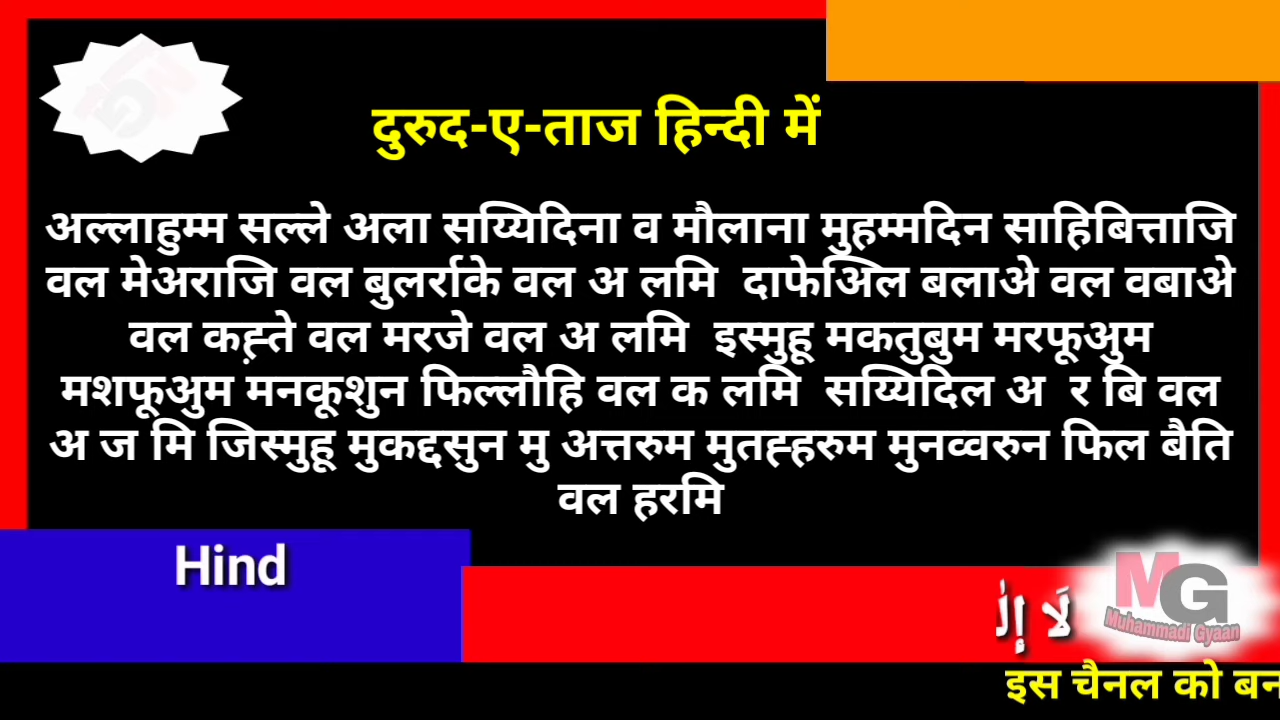 दुरुद-ए-ताज हिन्दी में
अल्लाहुम्म सल्ले अला सय्यिदिना व मौलाना मुहम्मदिन साहिबित्ताजि
वल मेअराजि वल बुलर्राके वल अ लमि दाफेअिल बलाअे वल वबाअे
वल कह़्ते वल मरजे वल अ लमि इस्मुहू मकतुबुम मरफूअुम
मशफूअुम मनकूशुन फिल्लौहि वल क लमि सय्यिदिल अ र बि वल
अ ज मि जिस्मुहू मुकद्दसुन मु अत्तरुम मुतह्हरुम मुनव्वरुन फिल बैति
वल हरमि
Hind
لَا إِلٰ
MG
Muhammadi Gyaan
इस चैनल को बन